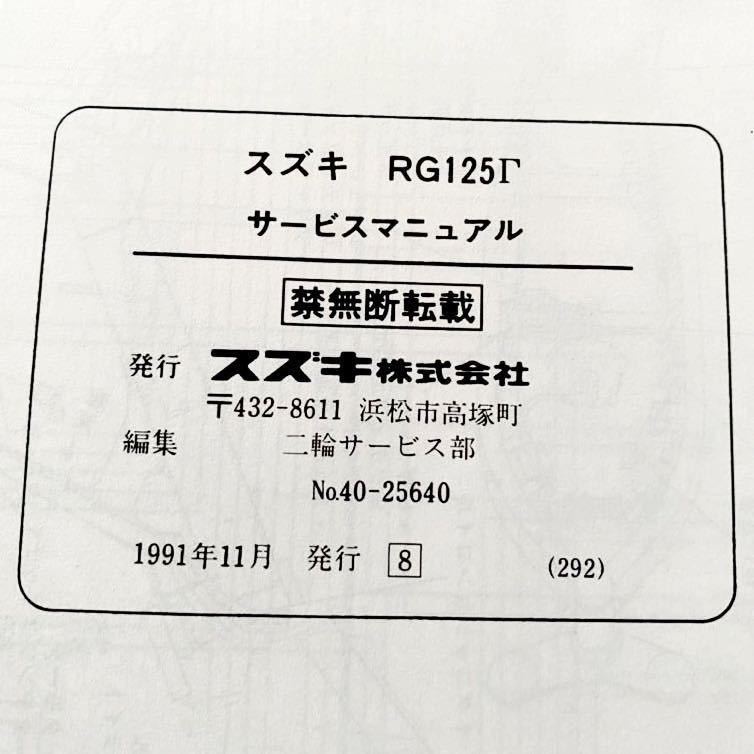 スズキ RG125Γ
サービスマニュアル
禁無断転載
発行 スズキ株式会社
〒432-8611 浜松市高塚町
編集 二輪サービス部
No.40-25640
1991年11月 発行 8 (292)